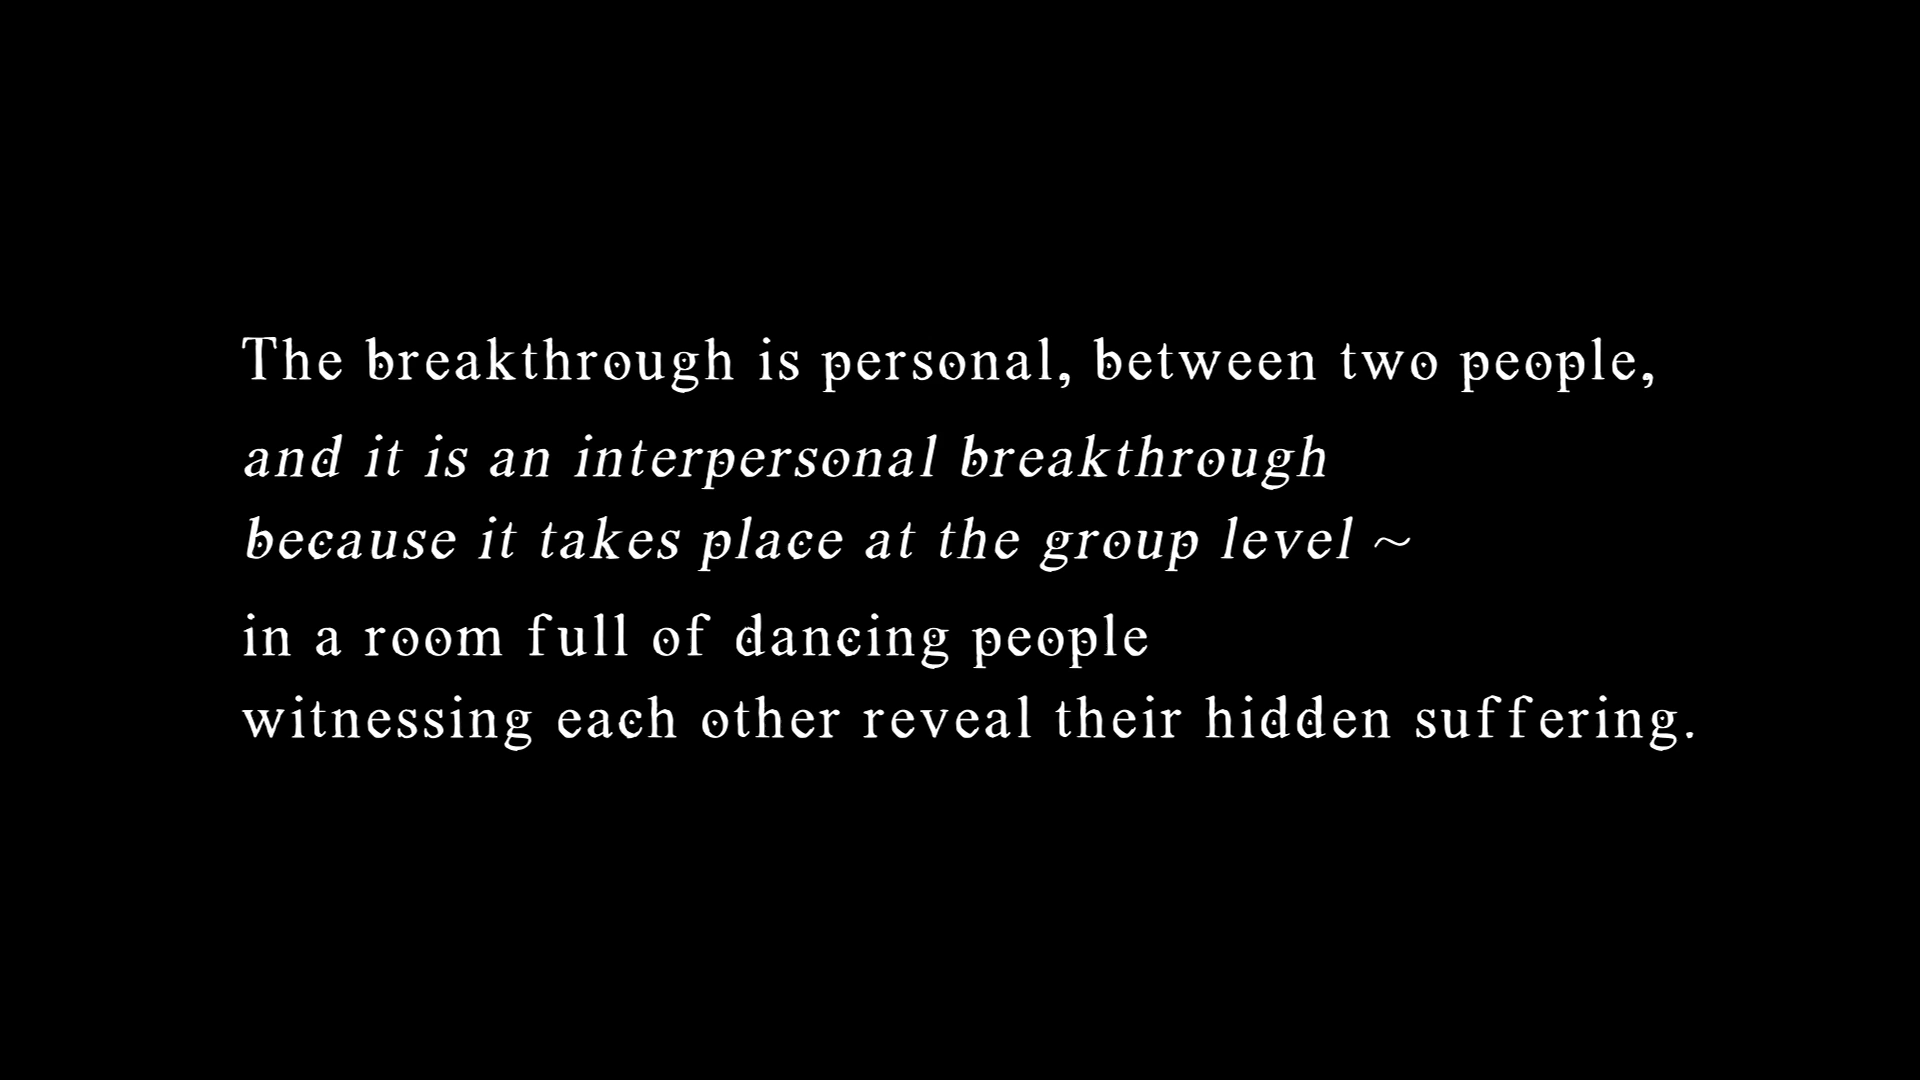 The breakthrough is personal, between two people,
and it is an interpersonal breakthrough
because it takes place at the group level ~
in a room full of dancing people
witnessing each other reveal their hidden suffering.